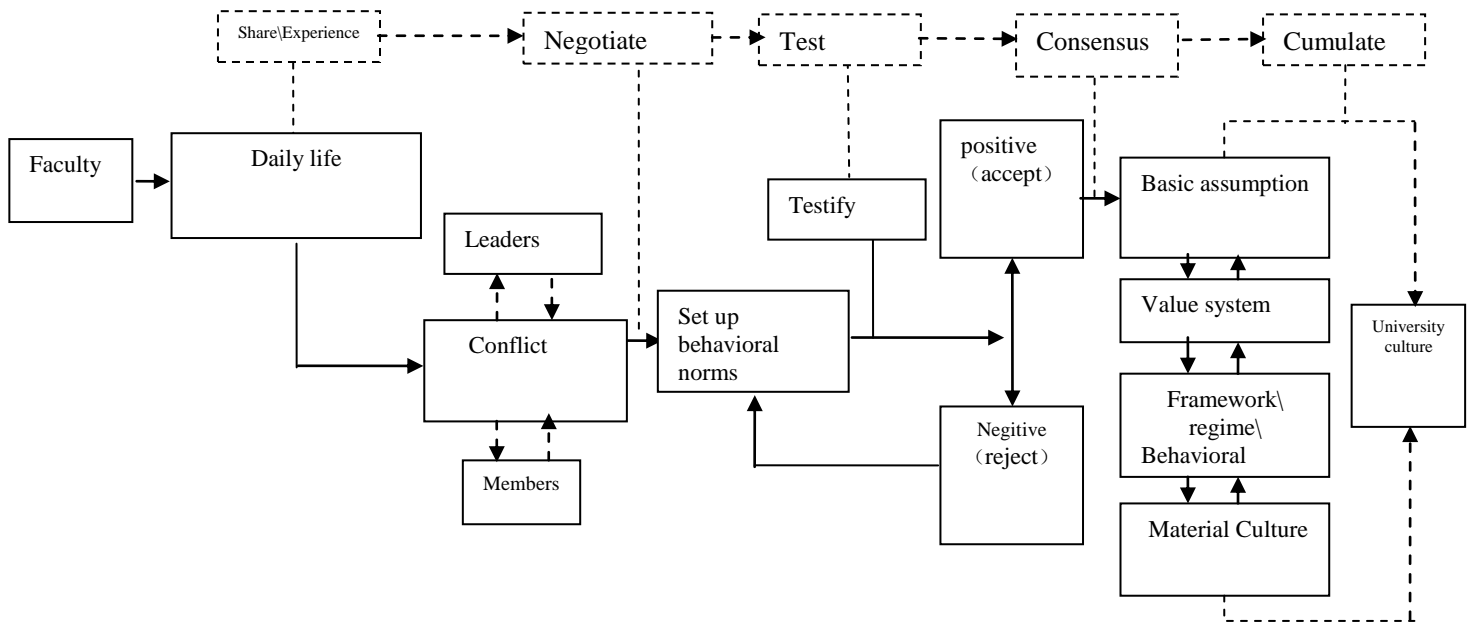 Share\Experience
Negotiate
Test
Consensus
Cumulate
Faculty
Daily life
Leaders
Conflict
Members
Set up
behavioral
norms
Testify
positive
（accept）
Negitive
（reject）
Basic assumption
Value system
Framework\
regime\
Behavioral
Material Culture
University
culture